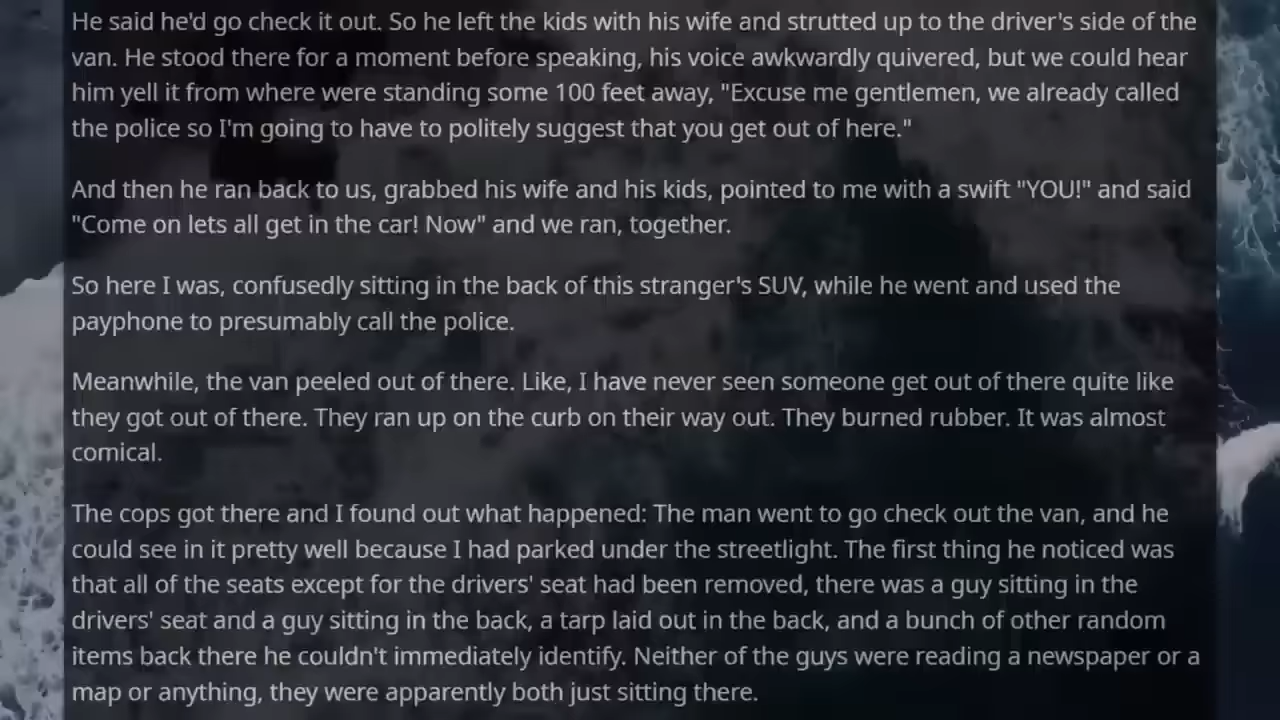 He said he'd go check it out. So he left the kids with his wife and strutted up to the driver's side of the
van. He stood there for a moment before speaking, his voice awkwardly quivered, but we could hear
him yell it from where were standing some 100 feet away, "Excuse me gentlemen, we already called
the police so I'm going to have to politely suggest that you get out of here."
And then he ran back to us, grabbed his wife and his kids, pointed to me with a swift "YOU!" and said
"Come on lets all get in the car! Now" and we ran, together.
So here I was, confusedly sitting in the back of this stranger's SUV, while he went and used the
payphone to presumably call the police.
Meanwhile, the van peeled out of there. Like, I have never seen someone get out of there quite like
they got out of there. They ran up on the curb on their way out. They burned rubber. It was almost
comical.
The cops got there and I found out what happened: The man went to go check out the van, and he
could see in it pretty well because I had parked under the streetlight. The first thing he noticed was
that all of the seats except for the drivers' seat had been removed, there was a guy sitting in the
drivers' seat and a guy sitting in the back, a tarp laid out in the back, and a bunch of other random
items back there he couldn't immediately identify. Neither of the guys were reading a newspaper or a
map or anything, they were apparently both just sitting there.